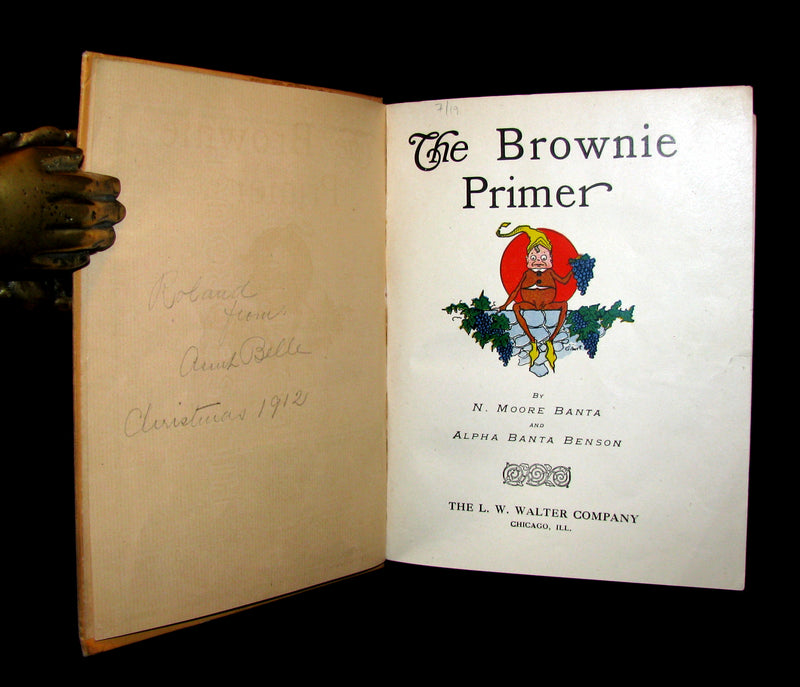 Roland
from
Aunt Belle
Christmas 1912
7/19
The Brownie
Primer
BY
N. MOORE BANTA
AND
ALPHA BANTA BENSON
THE L. W. WALTER COMPANY
CHICAGO, ILL.